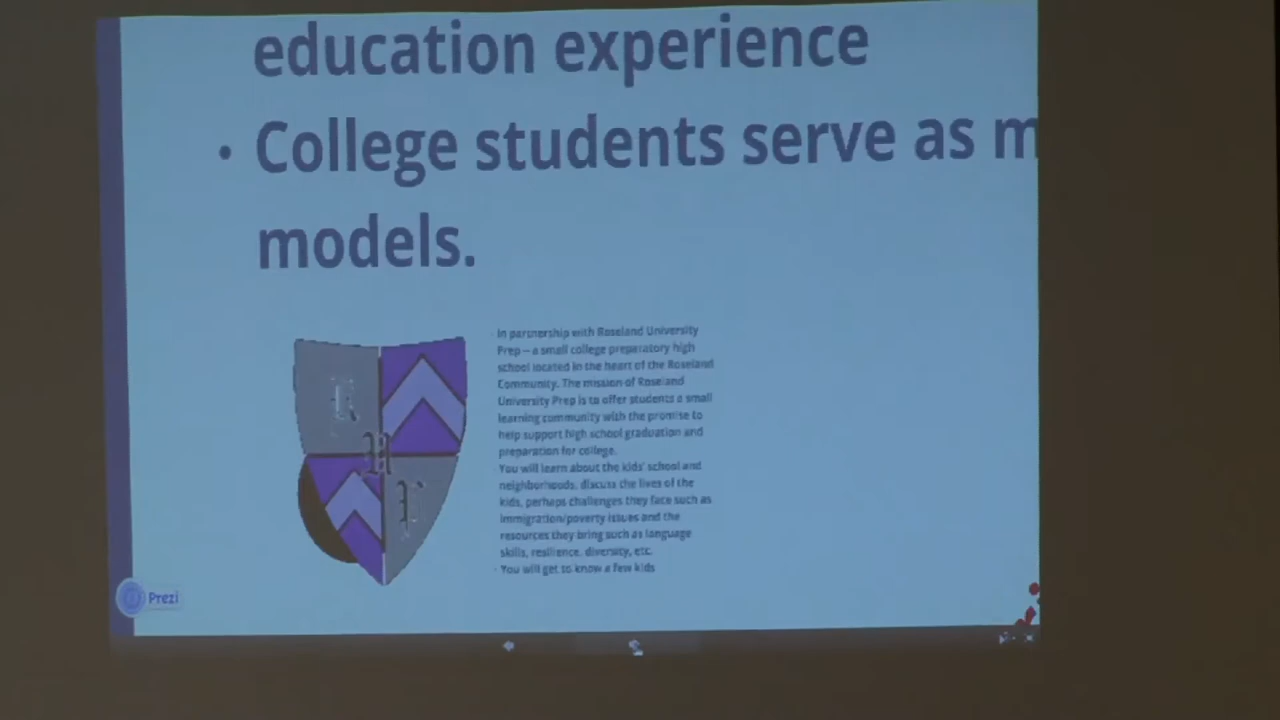 education experience
• College students serve as m
models.
In partnership with Roseland University
Prep – a small college preparatory high
school located in the heart of the Roseland
Community. The mission of Roseland
University Prep is to offer students a small
learning community with the promise to
help support high school graduation and
preparation for college.
You will learn about the kids' school and
neighborhoods, discuss the lives of the
kids, perhaps challenges they face such as
immigration/poverty issues and the
resources they bring such as language
skills, resilience, diversity, etc.
· You will get to know a few kids
R
U
P
Prezi